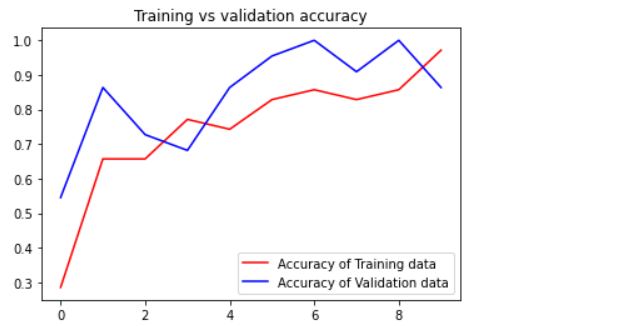 Training vs validation accuracy
1.0
0.9
0.8
0.7
0.6
0.5
0.4
0.3
Accuracy of Training data
Accuracy of Validation data
0 2 4 6 8